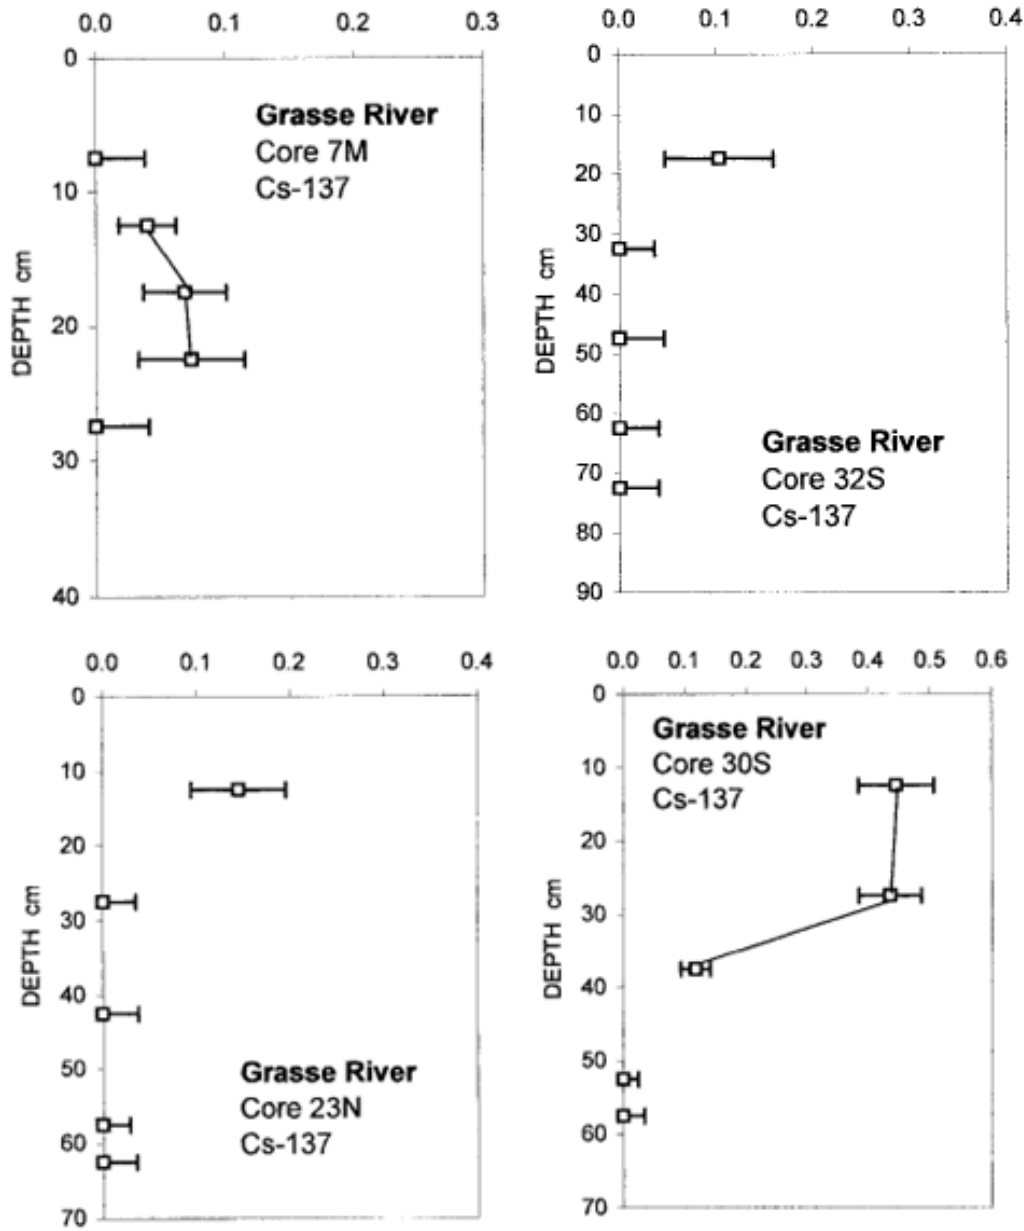 0.0 0.1 0.2 0.3
0
10
20
30
40
DEPTH cm
Grasse River
Core 7M
Cs-137
0.0 0.1 0.2 0.3 0.4
0
10
20
30
40
50
60
70
80
90
DEPTH cm
Grasse River
Core 32S
Cs-137
0.0 0.1 0.2 0.3 0.4
0
10
20
30
40
50
60
70
DEPTH cm
Grasse River
Core 23N
Cs-137
0.0 0.1 0.2 0.3 0.4 0.5 0.6
0
10
20
30
40
50
60
70
DEPTH cm
Grasse River
Core 30S
Cs-137